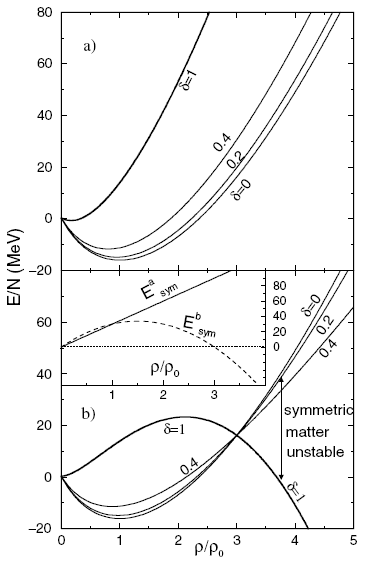 80
60
40
20
0
−20
a)
δ=1
0.4
0.2
δ=0
E/N (MeV)
E^a_sym
E^b_sym
80
60
40
20
0
ρ/ρ₀
1
2
3
60
40
20
0
−20
b)
δ=0
0.2
0.4
δ=1
0.4
symmetric
matter
unstable
δ=1
0
1
2
3
4
5
ρ/ρ₀